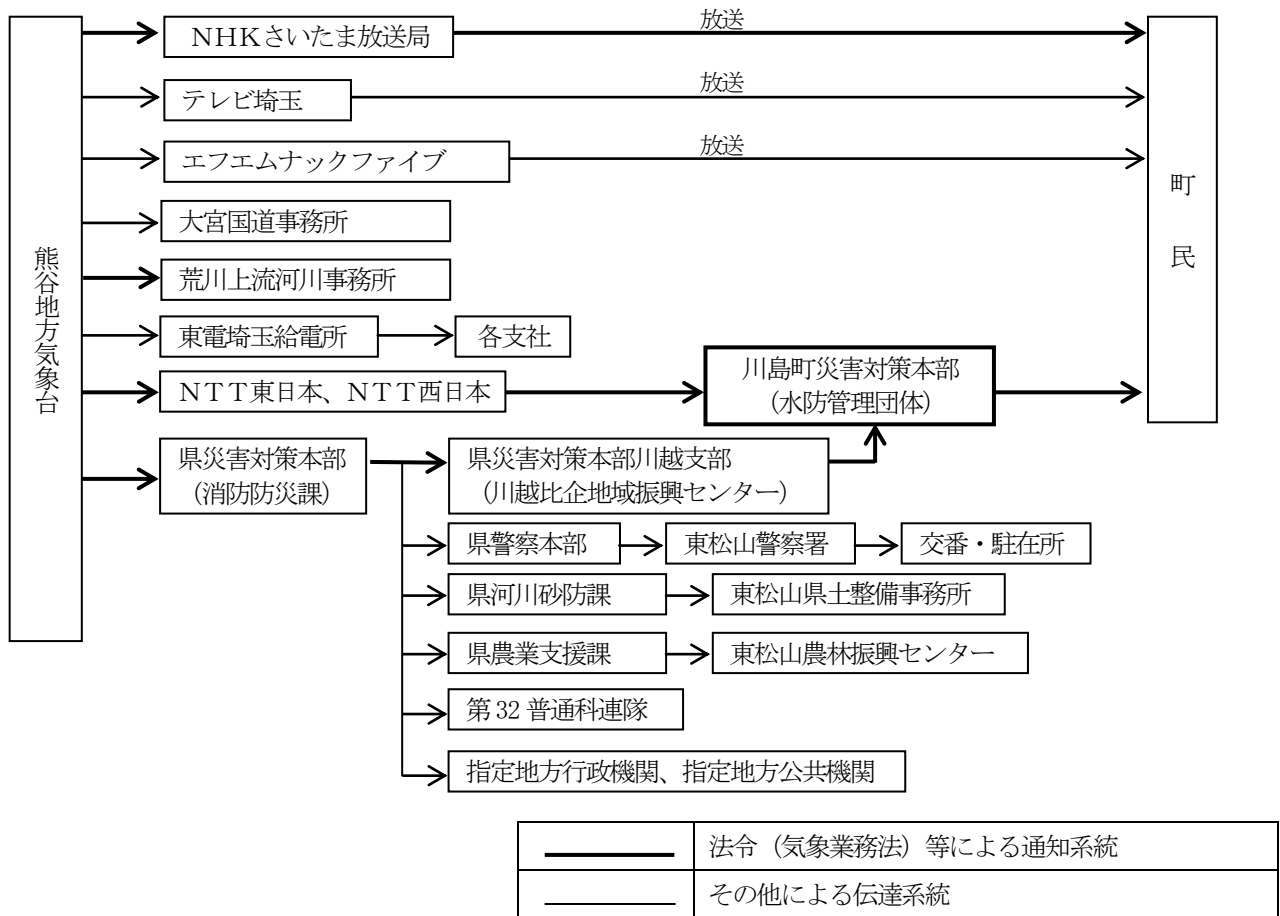 放送
NHKさいたま放送局
放送
テレビ埼玉
放送
エフエムナックファイブ
町民
大宮国道事務所
熊谷地方気象台
荒川上流河川事務所
東電埼玉給電所
各支社
NTT東日本、NTT西日本
川島町災害対策本部
(水防管理団体)
県災害対策本部
(消防防災課)
県災害対策本部川越支部
(川越比企地域振興センター)
県警察本部
東松山警察署
交番・駐在所
県河川砂防課
東松山県土整備事務所
県農業支援課
東松山農林振興センター
第32普通科連隊
指定地方行政機関、指定地方公共機関
法令（気象業務法）等による通知系統
その他による伝達系統